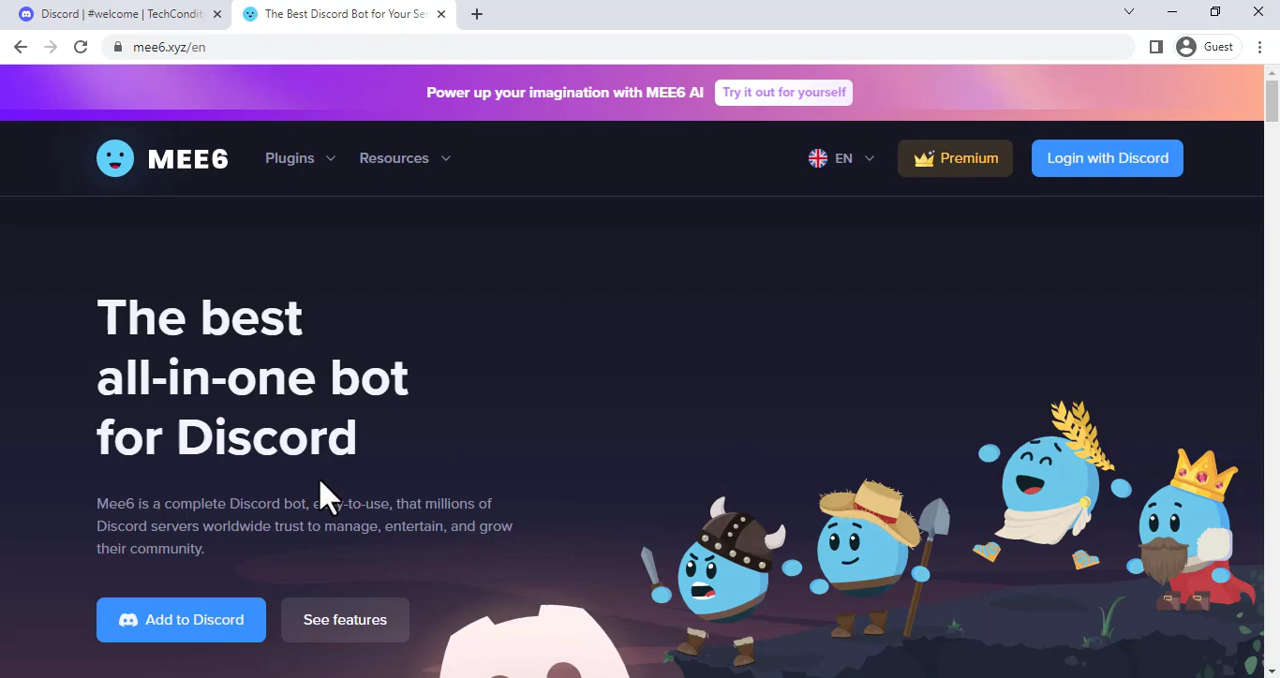 Discord | #welcome | TechCondit
The Best Discord Bot for Your Ser
mee6.xyz/en
Guest
Power up your imagination with MEE6 AI
Try it out for yourself
MEE6
Plugins
Resources
EN
Premium
Login with Discord
The best
all-in-one bot
for Discord
Mee6 is a complete Discord bot, easy-to-use, that millions of
Discord servers worldwide trust to manage, entertain, and grow
their community.
Add to Discord
See features